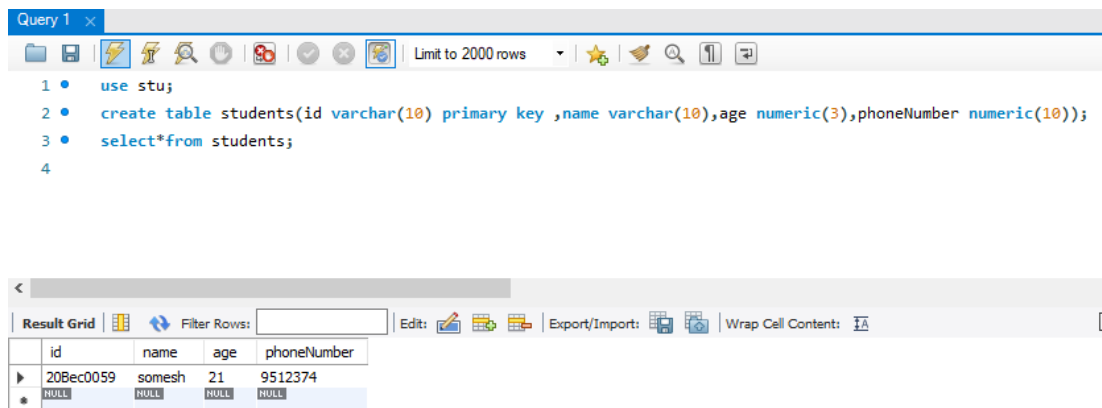 Query 1 ×
Limit to 2000 rows
1 use stu;
2 create table students(id varchar(10) primary key ,name varchar(10),age numeric(3),phoneNumber numeric(10));
3 select*from students;
4
Result Grid Filter Rows: Edit: Export/Import: Wrap Cell Content:
id name age phoneNumber
20Bec0059 somesh 21 9512374
NULL NULL NULL NULL